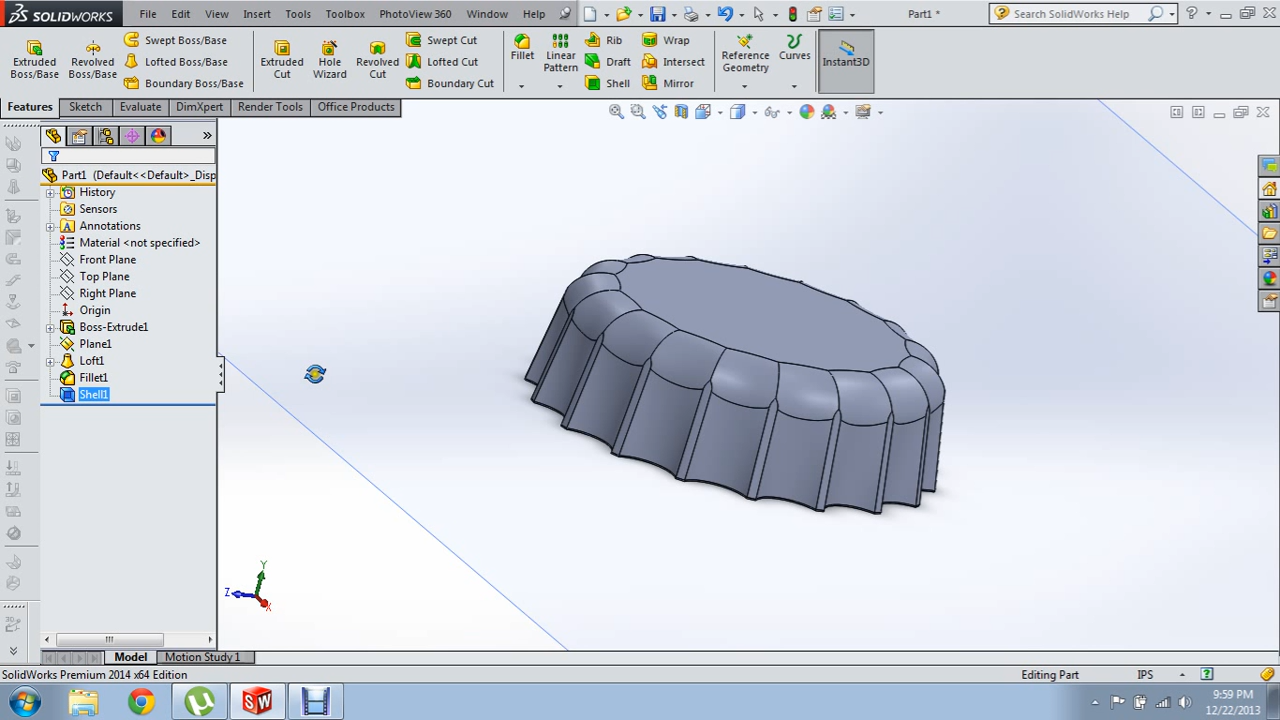 SOLIDWORKS File Edit View Insert Tools Toolbox PhotoView 360 Window Help Part1 * Search SolidWorks Help
Extruded Boss/Base
Boss/Base
Swept Boss/Base
Lofted Boss/Base
Boundary Boss/Base
Extruded Cut
Hole Wizard
Revolved Cut
Swept Cut
Lofted Cut
Boundary Cut
Fillet
Linear Pattern
Rib
Draft
Shell
Wrap
Intersect
Mirror
Reference Geometry
Curves
Instant3D
Features Sketch Evaluate DimXpert Render Tools Office Products
Part1 (Default<<Default>_Disp
History
Sensors
Annotations
Material <not specified>
Front Plane
Top Plane
Right Plane
Origin
Boss-Extrude1
Plane1
Loft1
Fillet1
Shell1
Y
Z
X
Model Motion Study 1
SolidWorks Premium 2014 x64 Edition Editing Part IPS
9:59 PM
12/22/2013